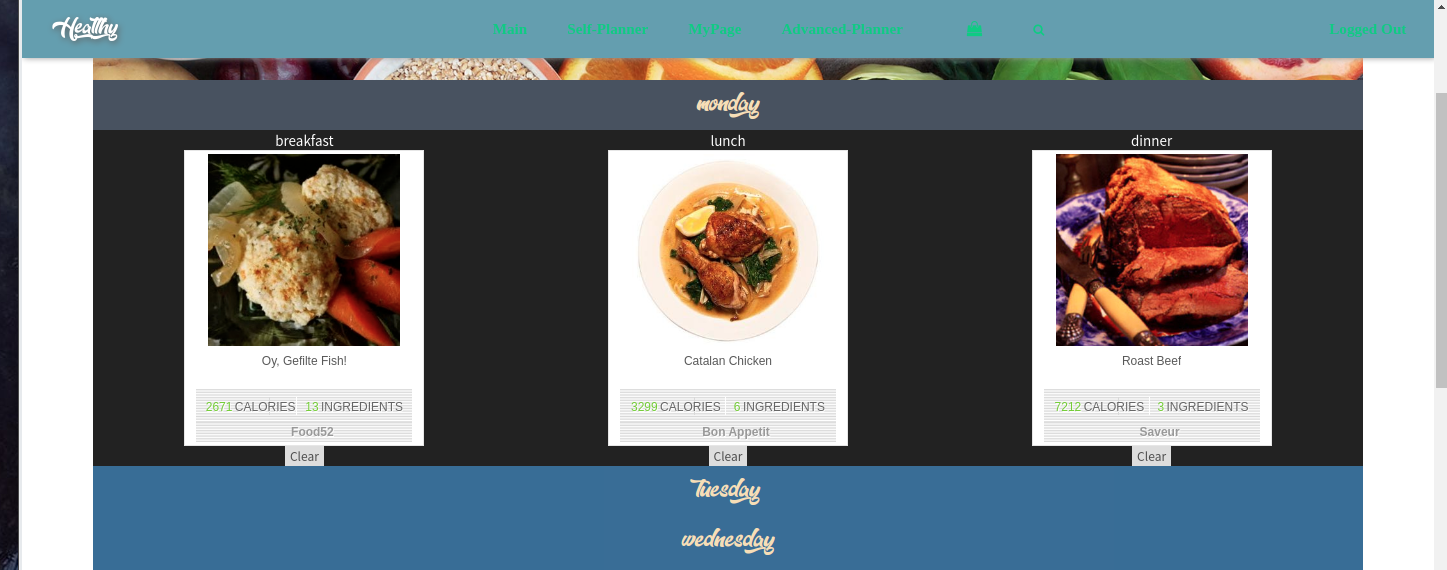 Healthy
Main Self-Planner MyPage Advanced-Planner Logged Out
monday
breakfast lunch dinner
Oy, Gefilte Fish! Catalan Chicken Roast Beef
2671 CALORIES 13 INGREDIENTS 3299 CALORIES 6 INGREDIENTS 7212 CALORIES 3 INGREDIENTS
Food52 Bon Appetit Saveur
Clear Clear Clear
Tuesday
wednesday